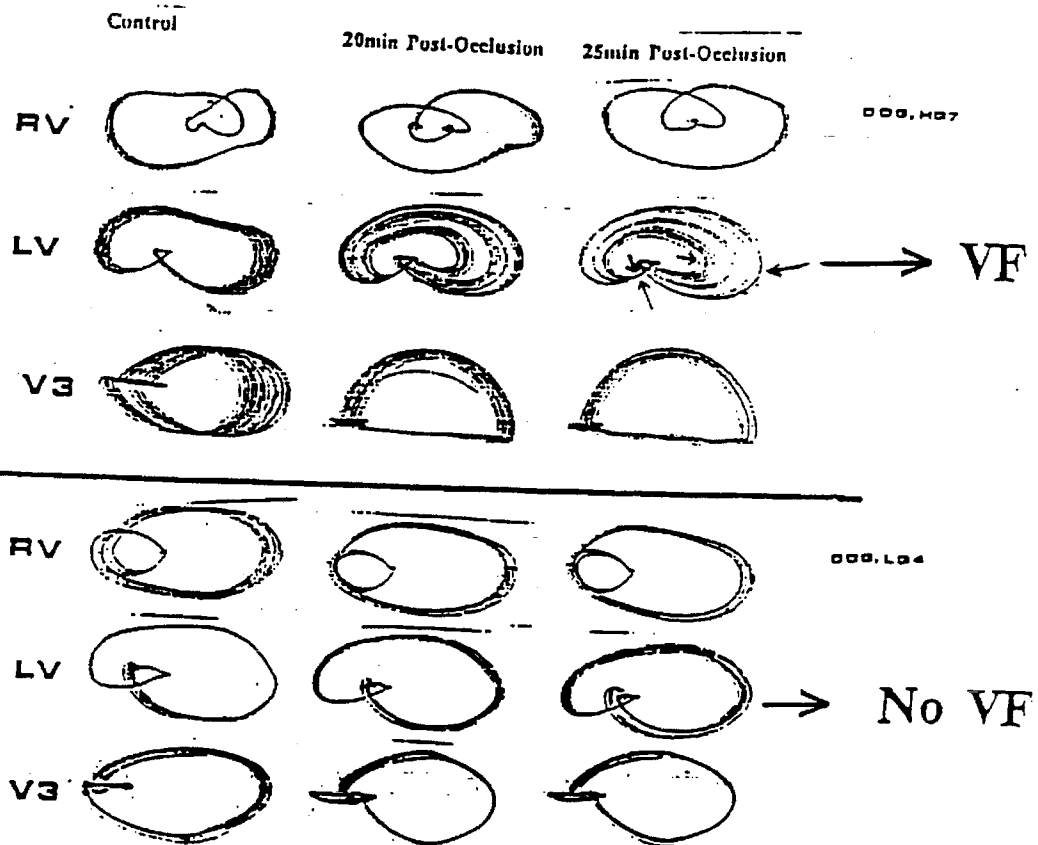 Control
20min Post-Occlusion
25min Post-Occlusion
RV
LV
VF
V3
RV
LV
No VF
V3